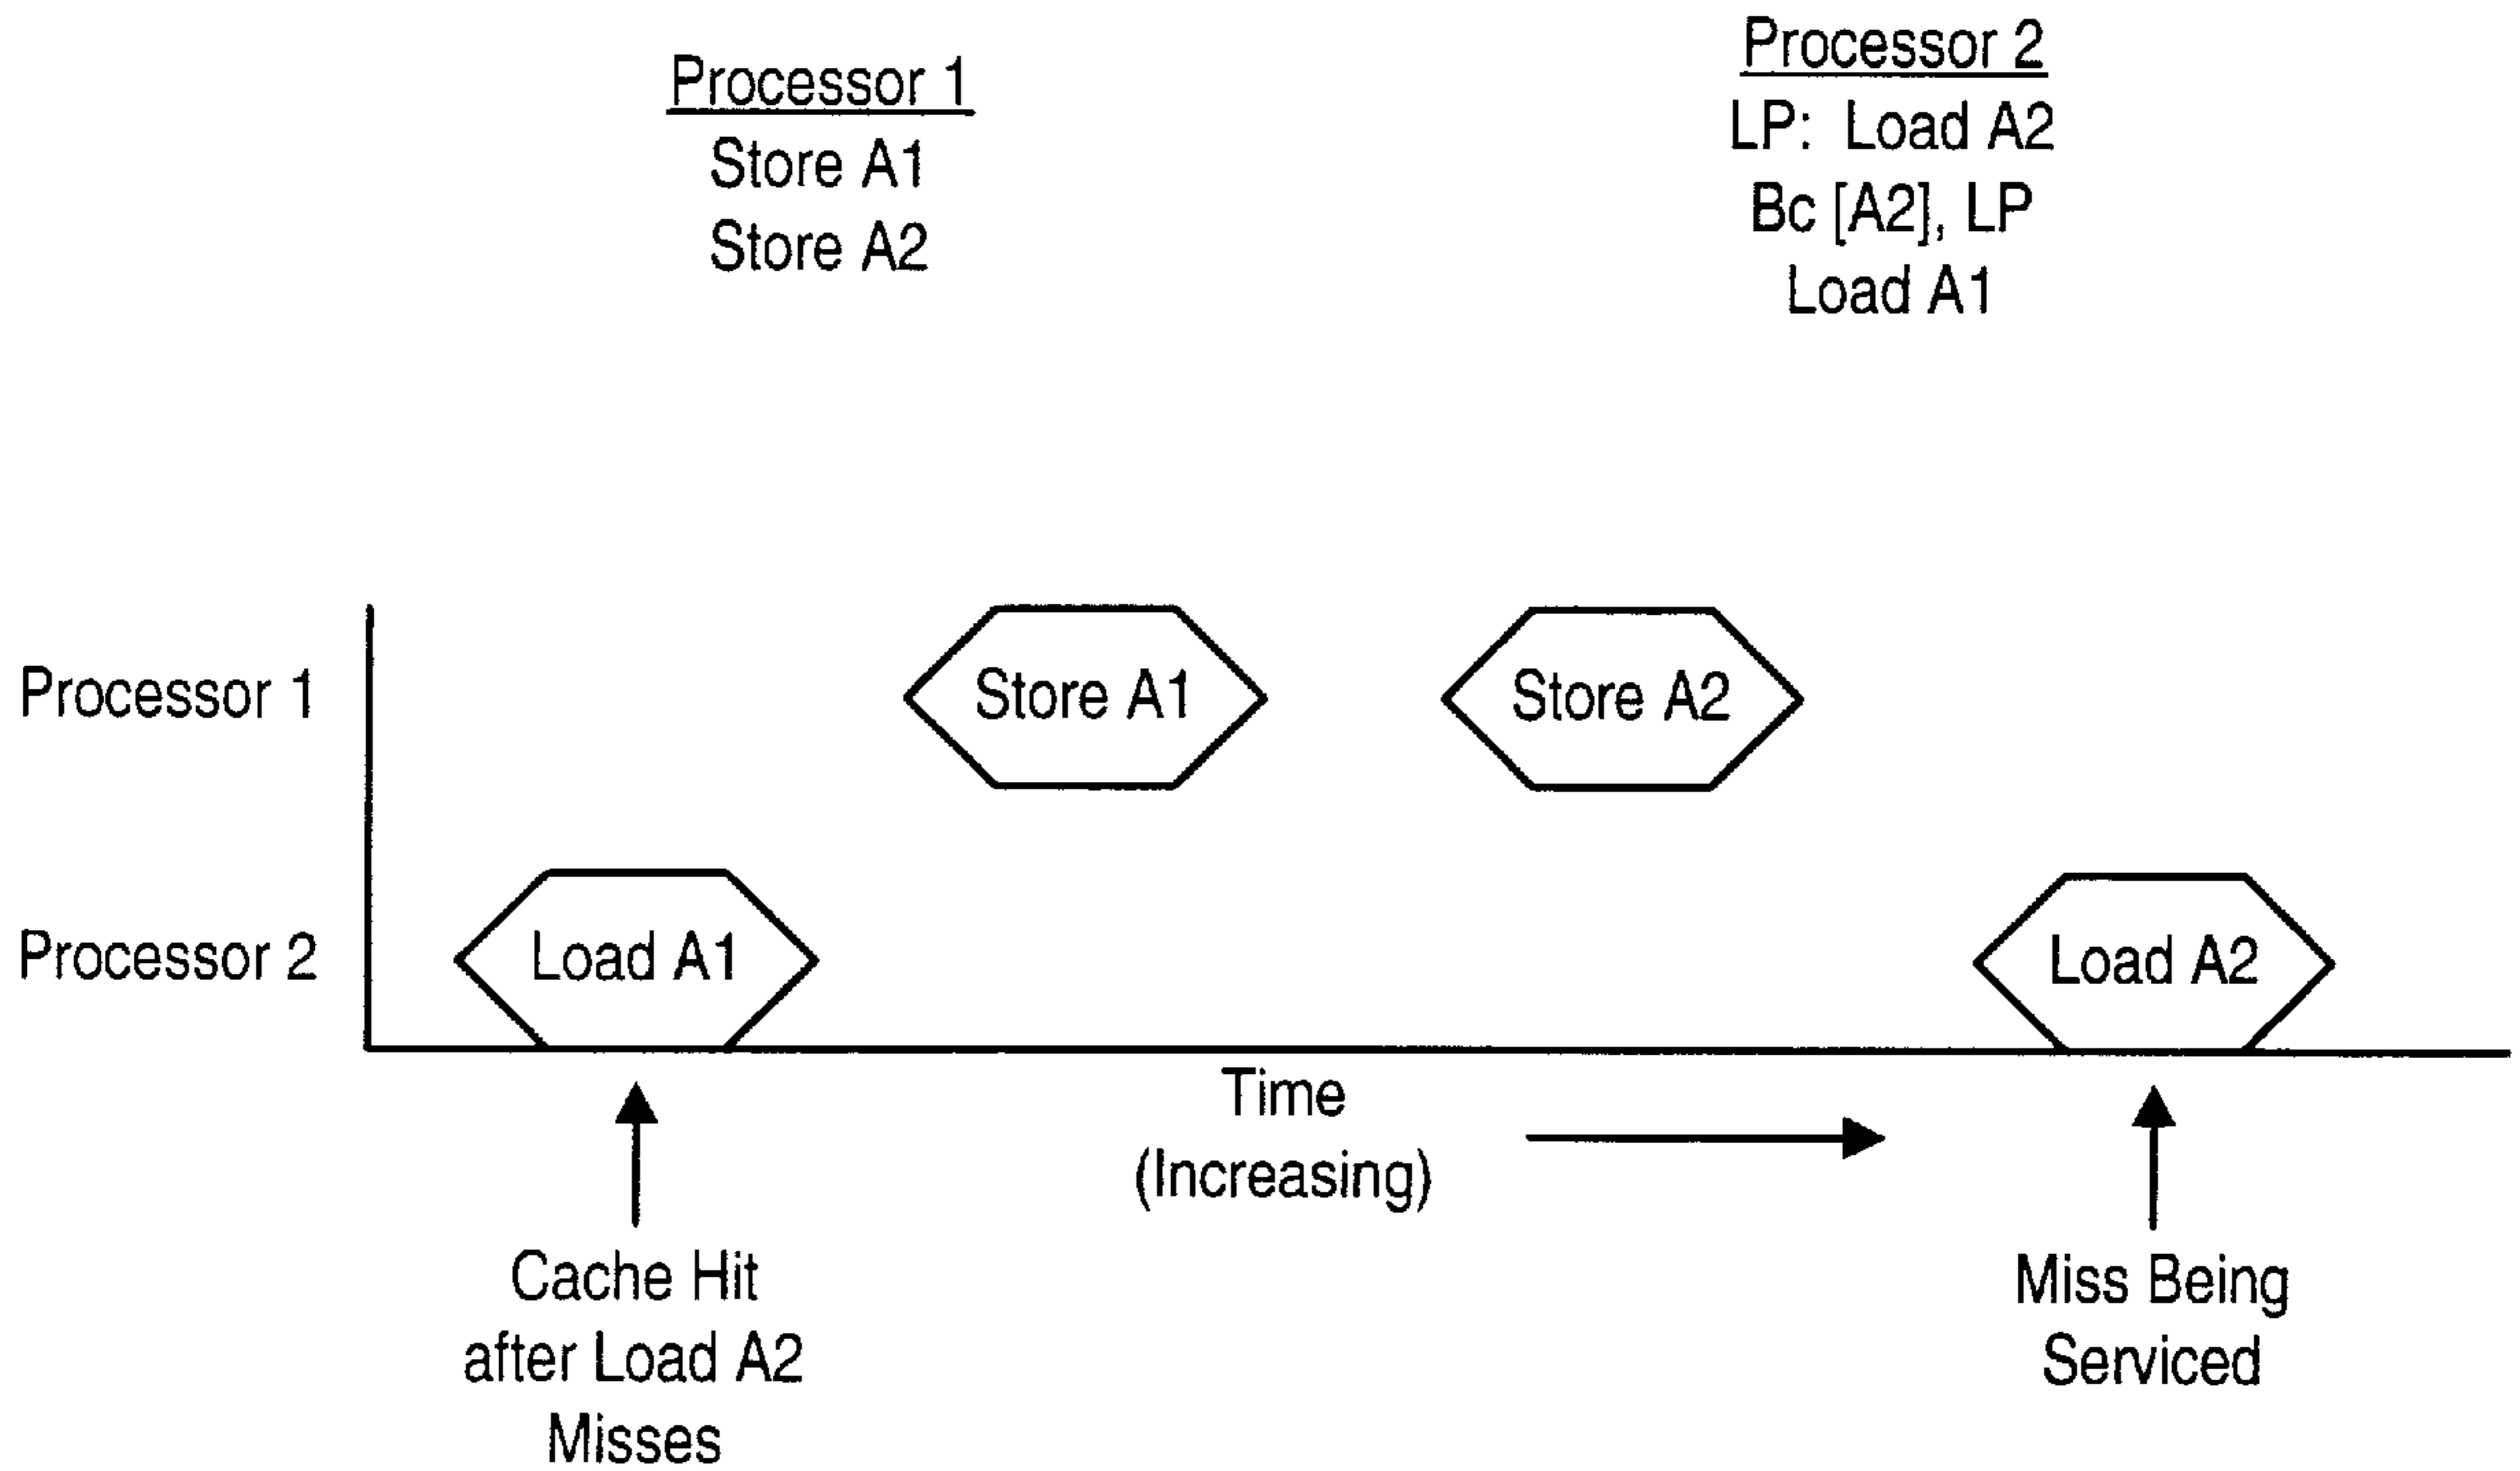 Processor 1
Store A1
Store A2
Processor 2
LP: Load A2
Bc [A2], LP
Load A1
Processor 1
Store A1
Store A2
Processor 2
Load A1
Load A2
Time
(Increasing)
Cache Hit
after Load A2
Misses
Miss Being
Serviced